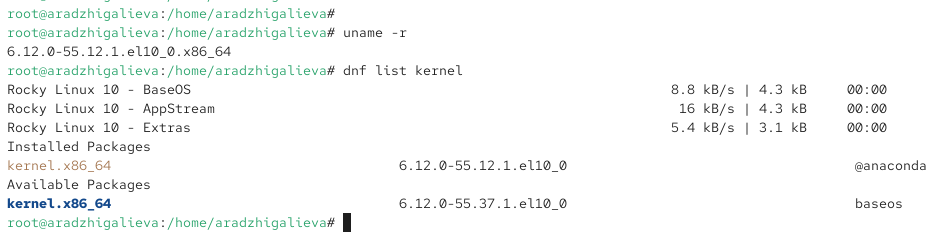 root@aradzhigalieva:/home/aradzhigalieva#
root@aradzhigalieva:/home/aradzhigalieva# uname -r
6.12.0-55.12.1.el10_0.x86_64
root@aradzhigalieva:/home/aradzhigalieva# dnf list kernel
Rocky Linux 10 - BaseOS 8.8 kB/s | 4.3 kB 00:00
Rocky Linux 10 - AppStream 16 kB/s | 4.3 kB 00:00
Rocky Linux 10 - Extras 5.4 kB/s | 3.1 kB 00:00
Installed Packages
kernel.x86_64 6.12.0-55.12.1.el10_0 @anaconda
Available Packages
kernel.x86_64 6.12.0-55.37.1.el10_0 baseos
root@aradzhigalieva:/home/aradzhigalieva#